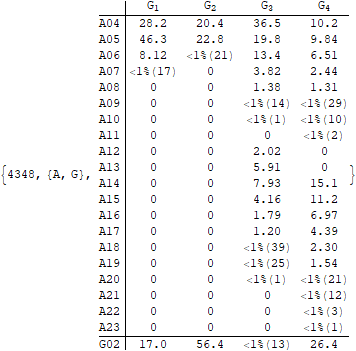 G1 G2 G3 G4
A04 28.2 20.4 36.5 10.2
A05 46.3 22.8 19.8 9.84
A06 8.12 <1%(21) 13.4 6.51
A07 <1%(17) 0 3.82 2.44
A08 0 0 1.38 1.31
A09 0 0 <1%(14) <1%(29)
A10 0 0 <1%(1) <1%(10)
A11 0 0 0 <1%(2)
A12 0 0 2.02 0
A13 0 0 5.91 0
{4348, {A, G}, A14 0 0 7.93 15.1 }
A15 0 0 4.16 11.2
A16 0 0 1.79 6.97
A17 0 0 1.20 4.39
A18 0 0 <1%(39) 2.30
A19 0 0 <1%(25) 1.54
A20 0 0 <1%(1) <1%(21)
A21 0 0 0 <1%(12)
A22 0 0 0 <1%(3)
A23 0 0 0 <1%(1)
G02 17.0 56.4 <1%(13) 26.4